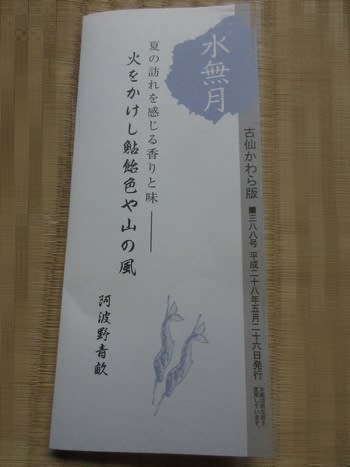 水無月
古仙かわら版 ■三八八号 平成二十八年五月二十六日発行
夏の訪れを感じる香りと味――
火をかけし鮎飴色や山の風
阿波野青畝